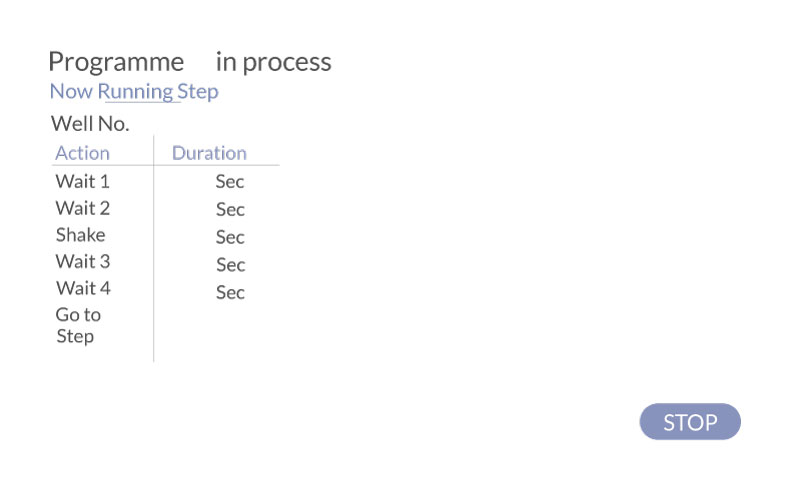 Programme in process
Now Running Step
Well No.
Action Duration
Wait 1 Sec
Wait 2 Sec
Shake Sec
Wait 3 Sec
Wait 4 Sec
Go to
Step
STOP